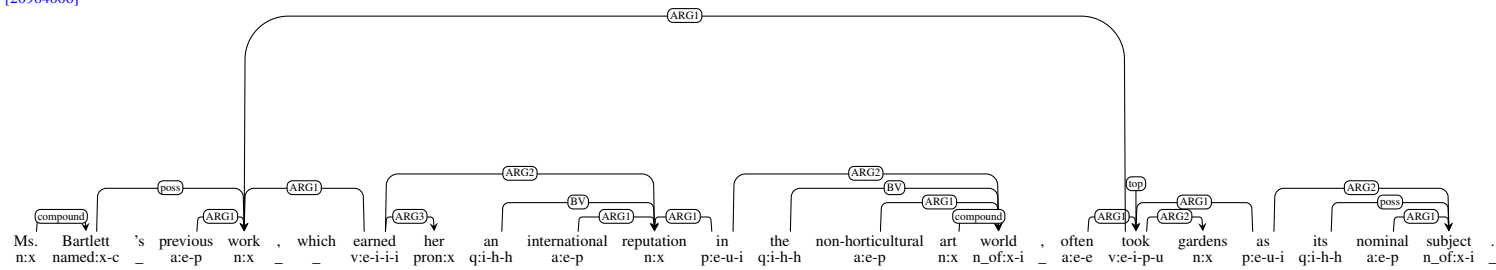 ARG1
ARG2 ARG2
poss ARG1 BV top ARG2
BV ARG1 ARG1 poss
compound ARG1 ARG3 ARG1 ARG1 compound ARG1 ARG2 ARG1
Ms. Bartlett 's previous work , which earned her an international reputation in the non-horticultural art world , often took gardens as its nominal subject .
n:x named:x-c _ a:e-p n:x _ _ v:e-i-i-i pron:x q:i-h-h a:e-p n:x p:e-u-i q:i-h-h a:e-p n:x n_of:x-i _ a:e-e v:e-i-p-u n:x p:e-u-i q:i-h-h a:e-p n_of:x-i _